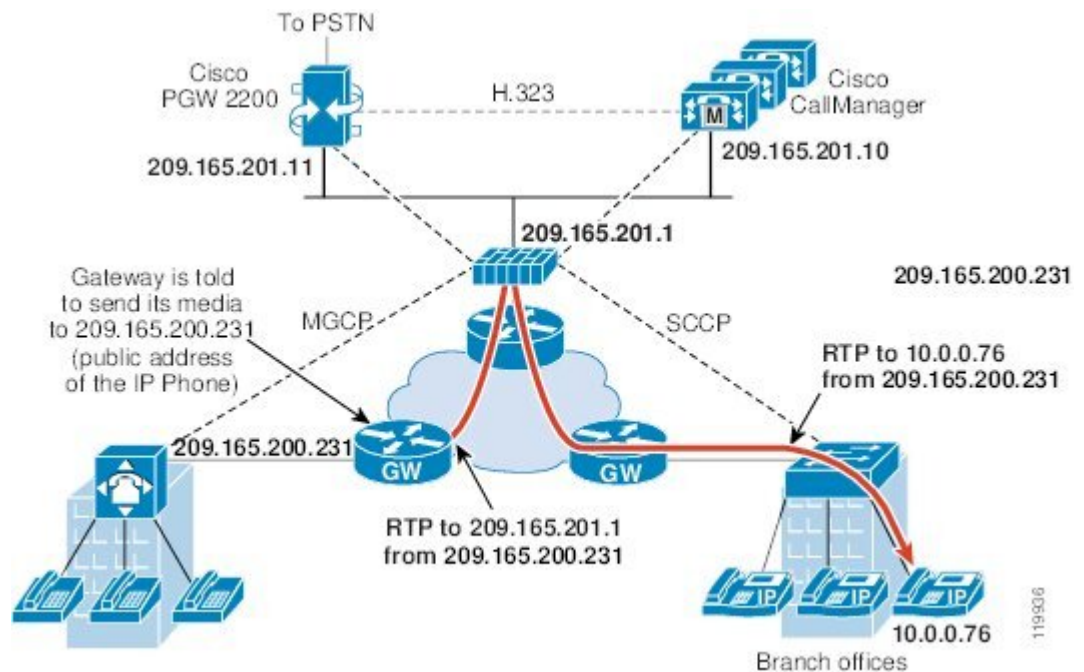 To PSTN
Cisco
PGW 2200
H.323
M
Cisco
CallManager
209.165.201.11
209.165.201.10
209.165.201.1
Gateway is told
to send its media
to 209.165.200.231
(public address
of the IP Phone)
MGCP
SCCP
209.165.200.231
RTP to 10.0.0.76
from 209.165.200.231
209.165.200.231
GW
GW
RTP to 209.165.201.1
from 209.165.200.231
IP
IP
IP
10.0.0.76
Branch offices
119936